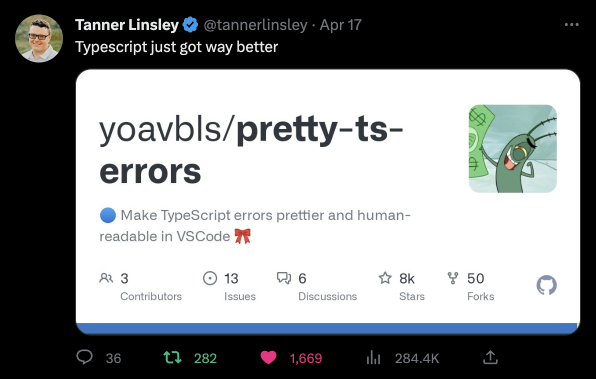 Tanner Linsley @tannerlinsley · Apr 17
Typescript just got way better
yoavbls/pretty-ts-
errors
Make TypeScript errors prettier and human-
readable in VSCode
3 13 6 8k 50
Contributors Issues Discussions Stars Forks
36 282 1,669 284.4K